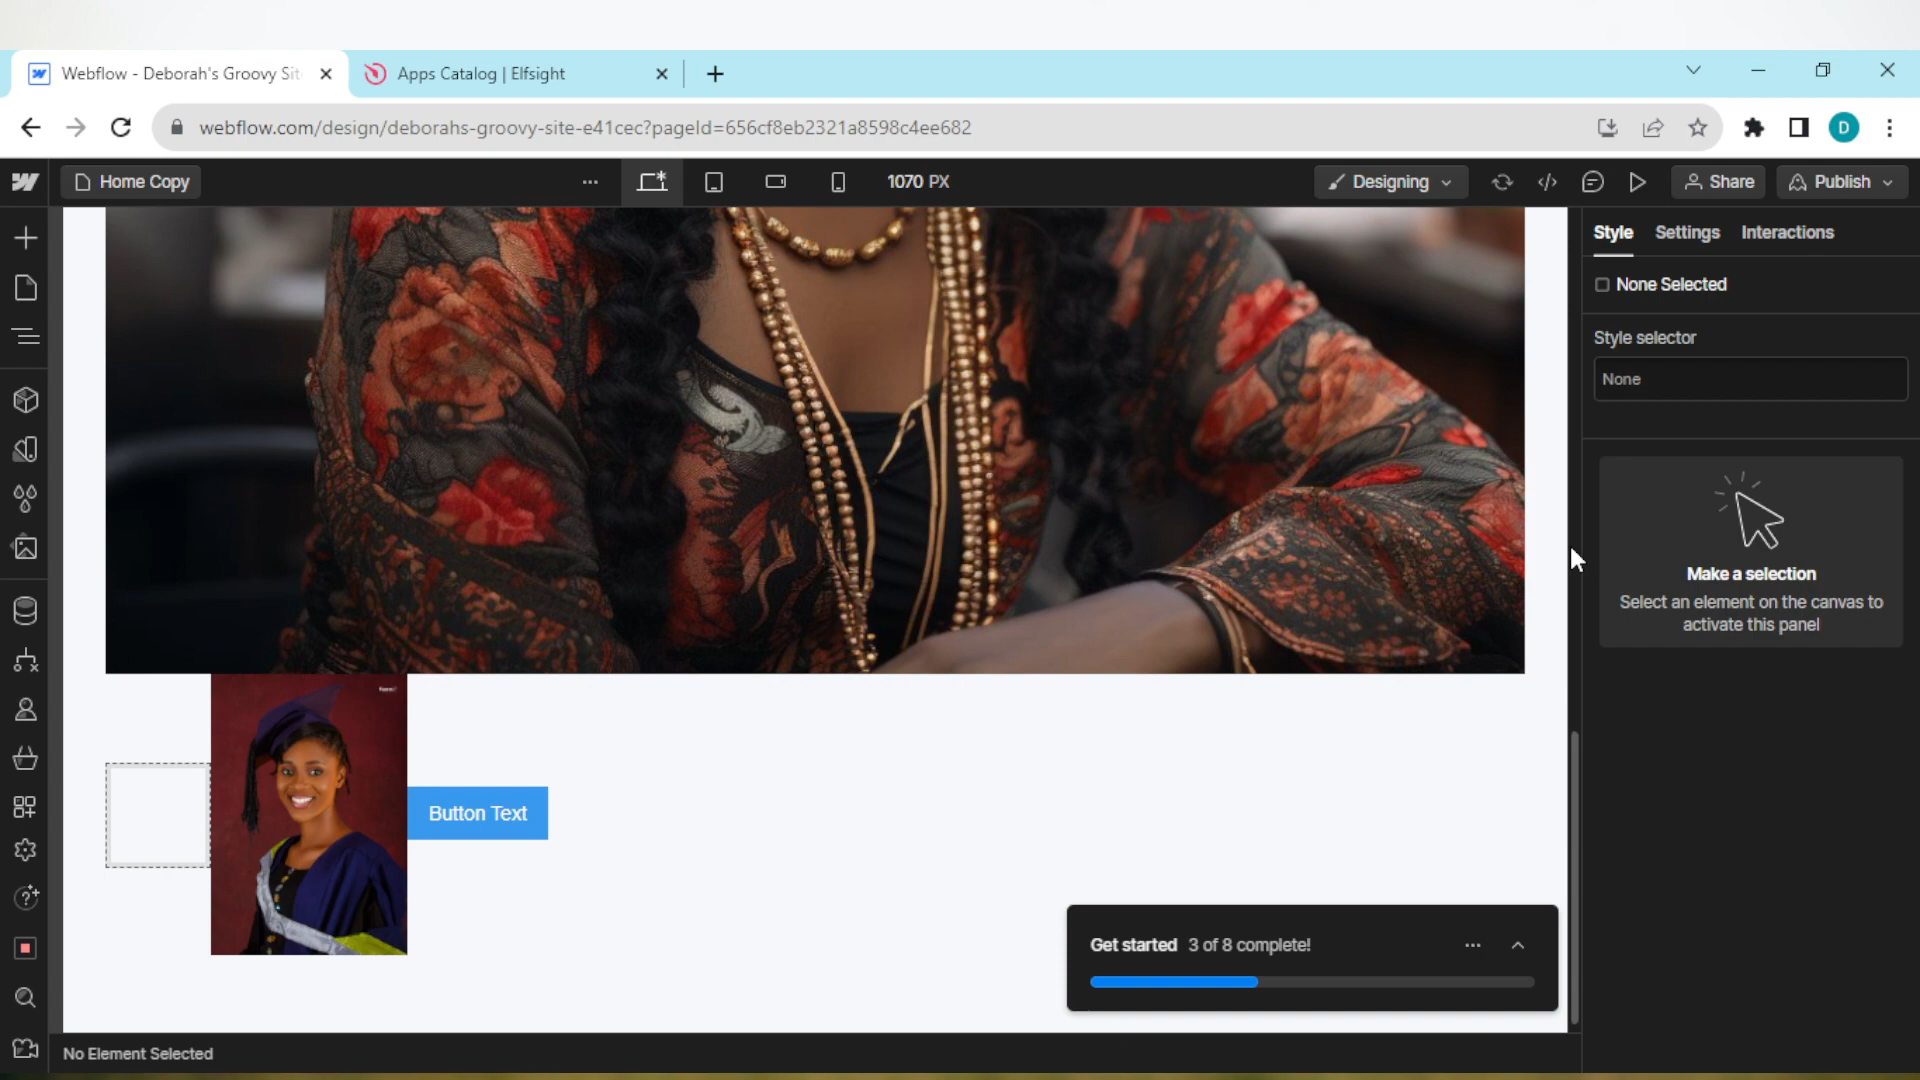 Webflow - Deborah's Groovy Sit
Apps Catalog | Elfsight
webflow.com/design/deborahs-groovy-site-e41cec?pageId=656cf8eb2321a8598c4ee682
D
Home Copy
1070 PX
Designing
Share
Publish
Style Settings Interactions
None Selected
Style selector
None
Make a selection
Select an element on the canvas to
activate this panel
Button Text
Get started 3 of 8 complete!
No Element Selected